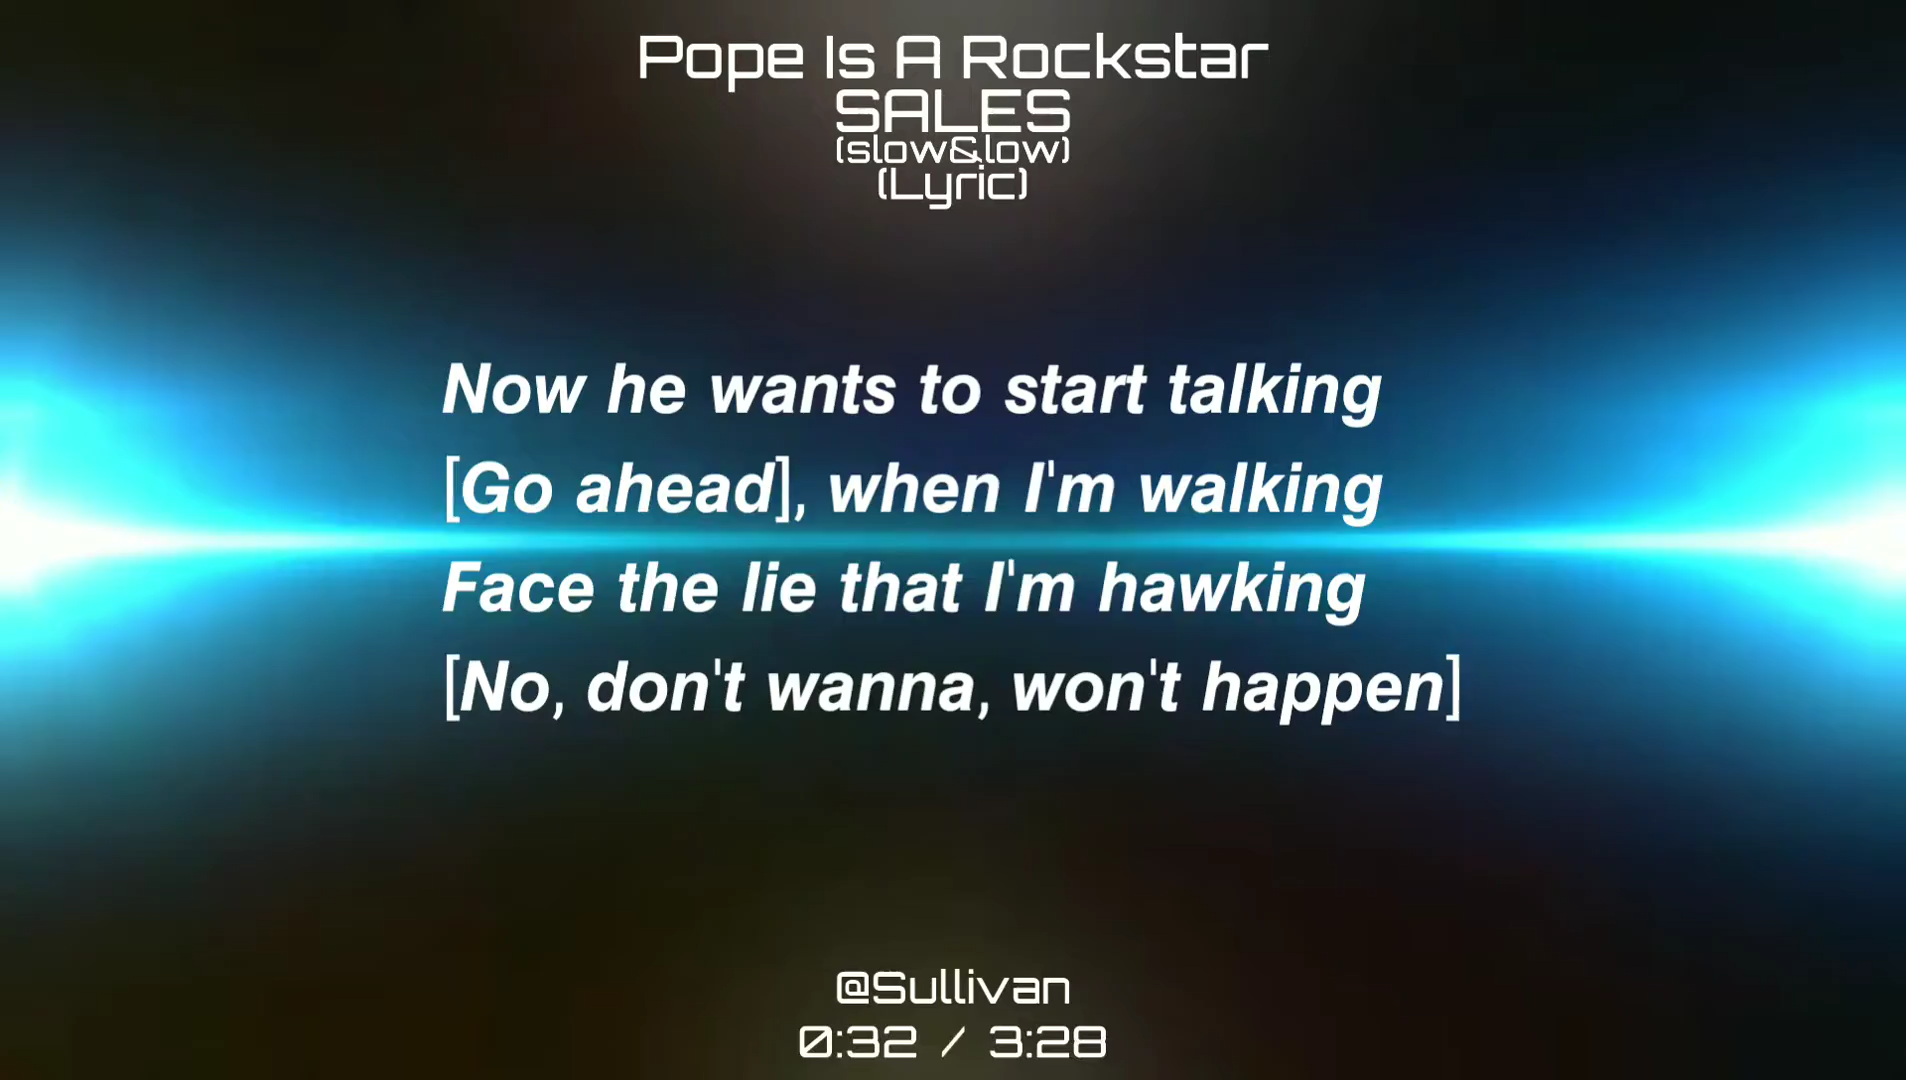 Pope Is A Rockstar
SALES
(slow&low)
(Lyric)
Now he wants to start talking
[Go ahead], when I'm walking
Face the lie that I'm hawking
[No, don't wanna, won't happen]
@Sullivan
0:32 / 3:28